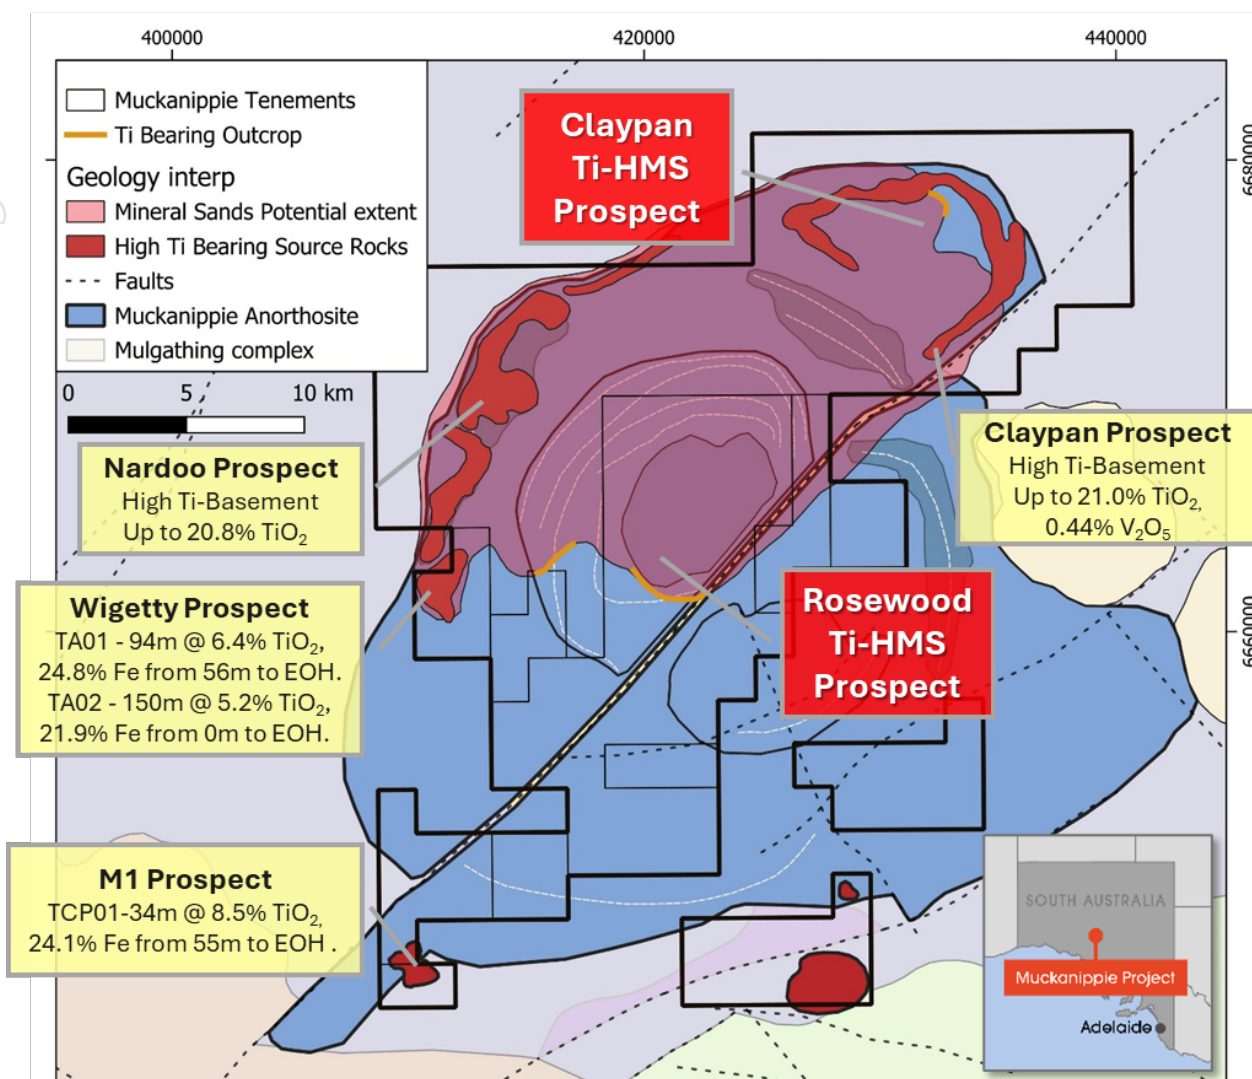 400000
420000
440000
Muckanippie Tenements
Ti Bearing Outcrop
Geology interp
Mineral Sands Potential extent
High Ti Bearing Source Rocks
Faults
Muckanippie Anorthosite
Mulgathing complex
0 5 10 km
Claypan
Ti-HMS
Prospect
6680000
Nardoo Prospect
High Ti-Basement
Up to 20.8% TiO₂
Claypan Prospect
High Ti-Basement
Up to 21.0% TiO₂,
0.44% V₂O₅
Wigetty Prospect
TA01 - 94m @ 6.4% TiO₂,
24.8% Fe from 56m to EOH.
TA02 - 150m @ 5.2% TiO₂,
21.9% Fe from 0m to EOH.
Rosewood
Ti-HMS
Prospect
6660000
M1 Prospect
TCP01-34m @ 8.5% TiO₂,
24.1% Fe from 55m to EOH .
SOUTH AUSTRALIA
Muckanippie Project
Adelaide